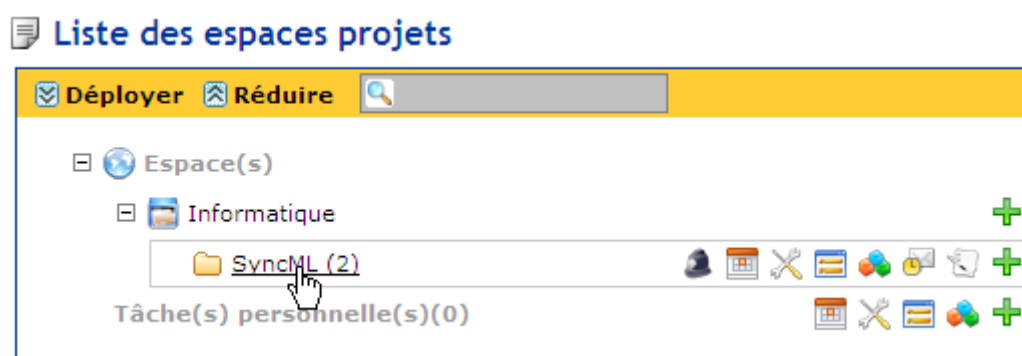 Liste des espaces projets
Déployer Réduire
Espace(s)
Informatique
SyncML (2)
Tâche(s) personnelle(s)(0)